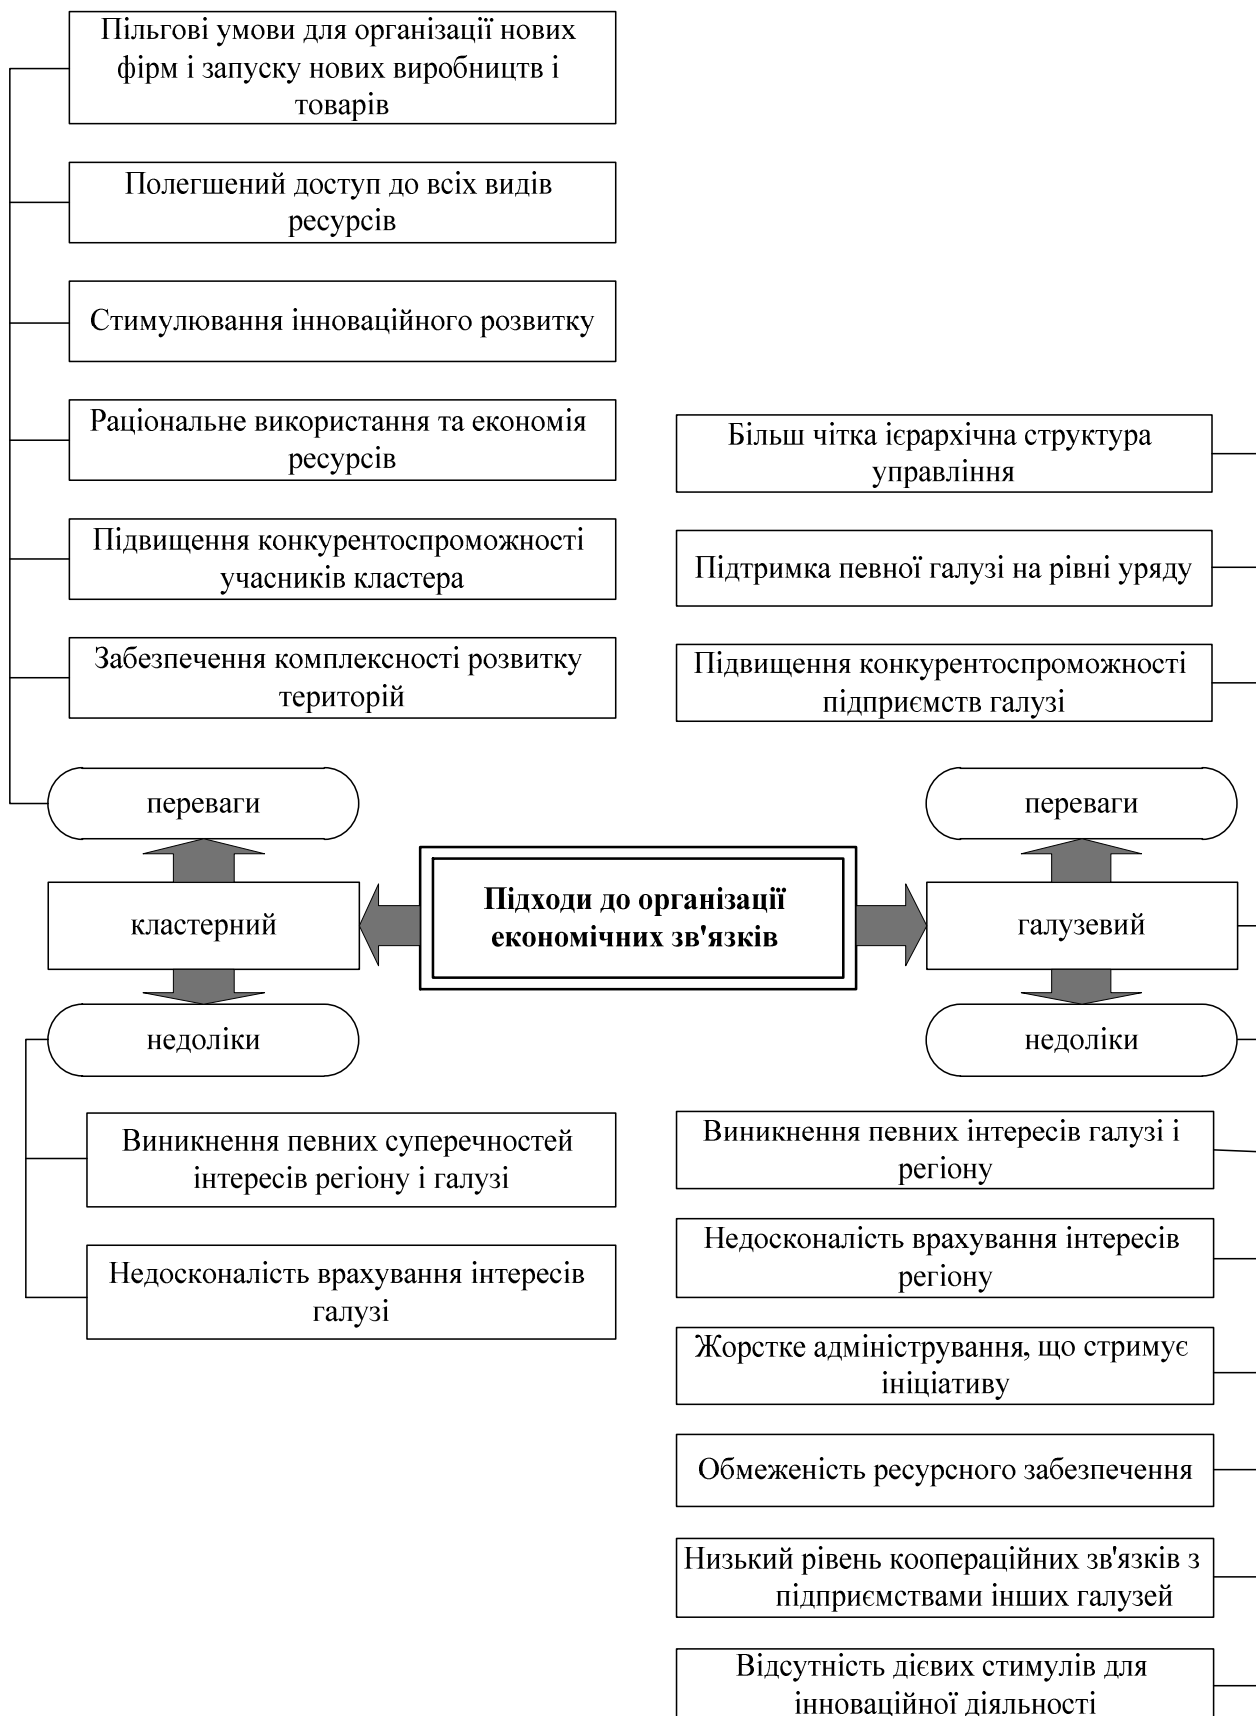 Пільгові умови для організації нових
фірм і запуску нових виробництв і
товарів
Полегшений доступ до всіх видів
ресурсів
Стимулювання інноваційного розвитку
Раціональне використання та економія
ресурсів
Підвищення конкурентоспроможності
учасників кластера
Забезпечення комплексності розвитку
територій
Більш чітка ієрархічна структура
управління
Підтримка певної галузі на рівні уряду
Підвищення конкурентоспроможності
підприємств галузі
переваги
переваги
кластерний
Підходи до організації
економічних зв'язків
галузевий
недоліки
недоліки
Виникнення певних суперечностей
інтересів регіону і галузі
Недосконалість врахування інтересів
галузі
Виникнення певних інтересів галузі і
регіону
Недосконалість врахування інтересів
регіону
Жорстке адміністрування, що стримує
ініціативу
Обмеженість ресурсного забезпечення
Низький рівень коопераційних зв'язків з
підприємствами інших галузей
Відсутність дієвих стимулів для
інноваційної діяльності